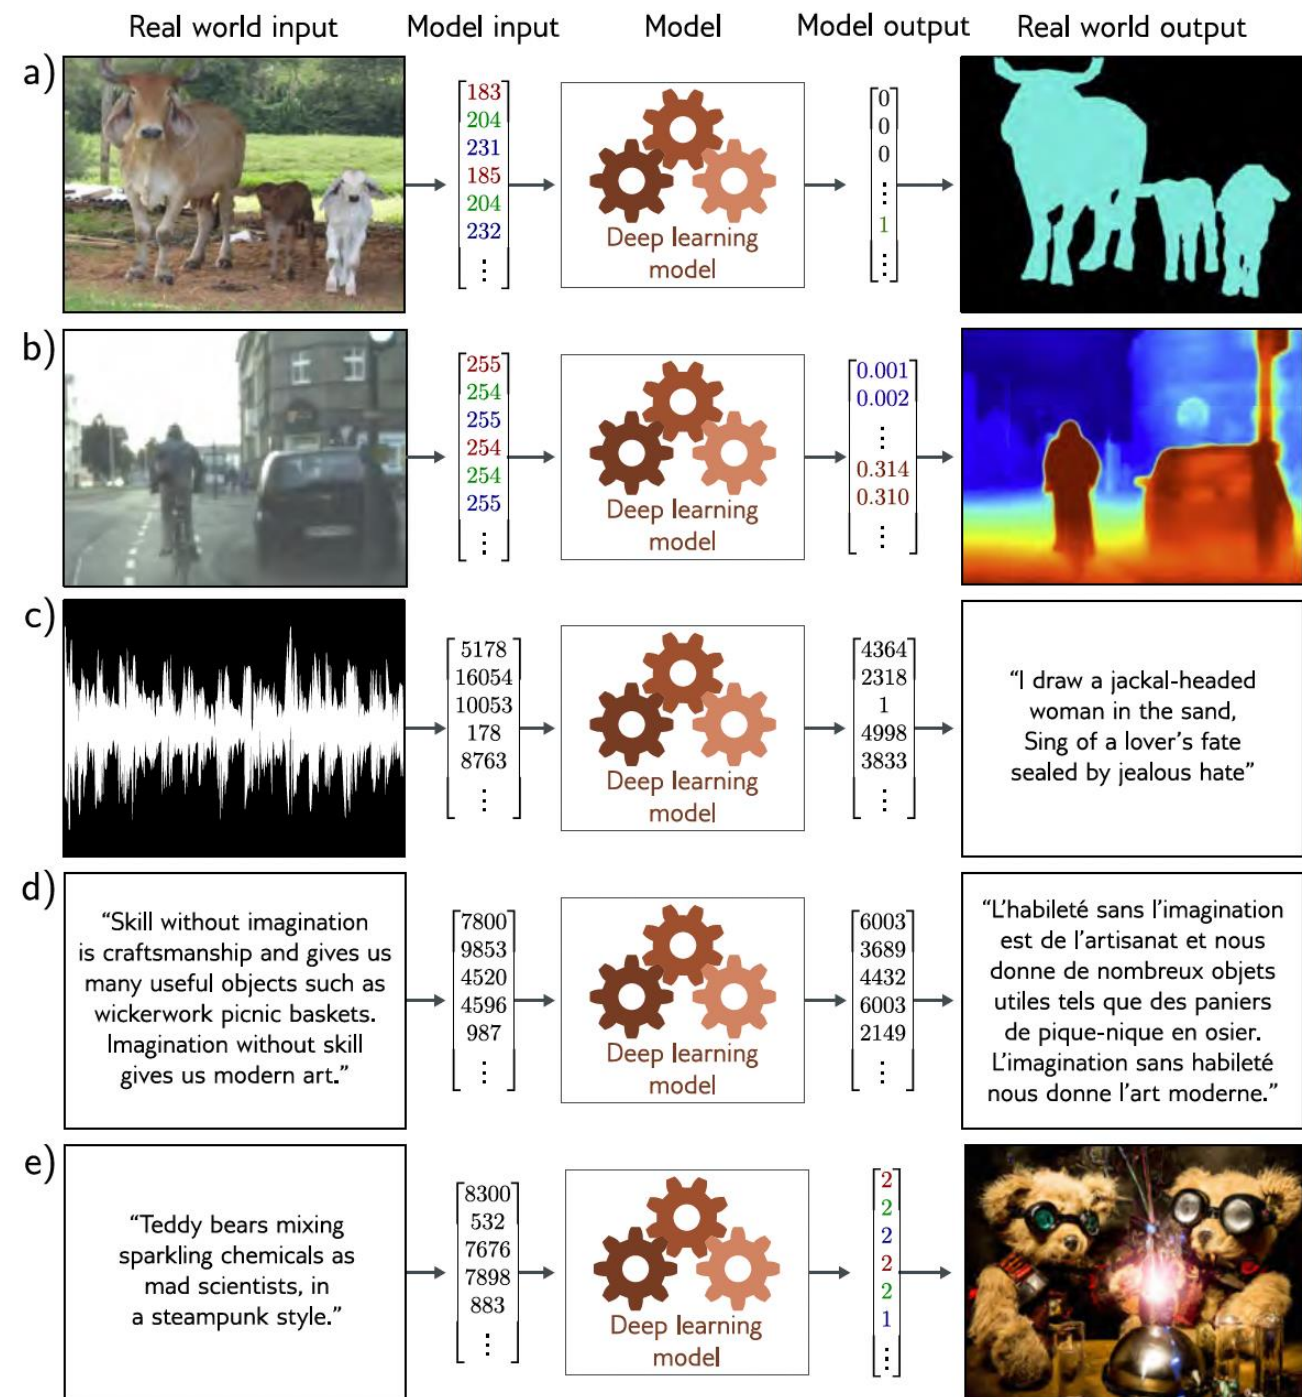 Real world input Model input Model Model output Real world output
a)
183
204
231
185
204
232
⋮
Deep learning
model
0
0
0
⋮
1
⋮
b)
255
254
255
254
254
255
⋮
Deep learning
model
0.001
0.002
⋮
0.314
0.310
⋮
c)
5178
16054
10053
178
8763
⋮
Deep learning
model
4364
2318
1
4998
3833
⋮
“I draw a jackal-headed
woman in the sand,
Sing of a lover’s fate
sealed by jealous hate”
d)
“Skill without imagination
is craftsmanship and gives us
many useful objects such as
wickerwork picnic baskets.
Imagination without skill
gives us modern art.”
7800
9853
4520
4596
987
⋮
Deep learning
model
6003
3689
4432
6003
2149
⋮
“L’habileté sans l’imagination
est de l’artisanat et nous
donne de nombreux objets
utiles tels que des paniers
de pique-nique en osier.
L’imagination sans habileté
nous donne l’art moderne.”
e)
“Teddy bears mixing
sparkling chemicals as
mad scientists, in
a steampunk style.”
8300
532
7676
7898
883
⋮
Deep learning
model
2
2
2
2
2
1
⋮